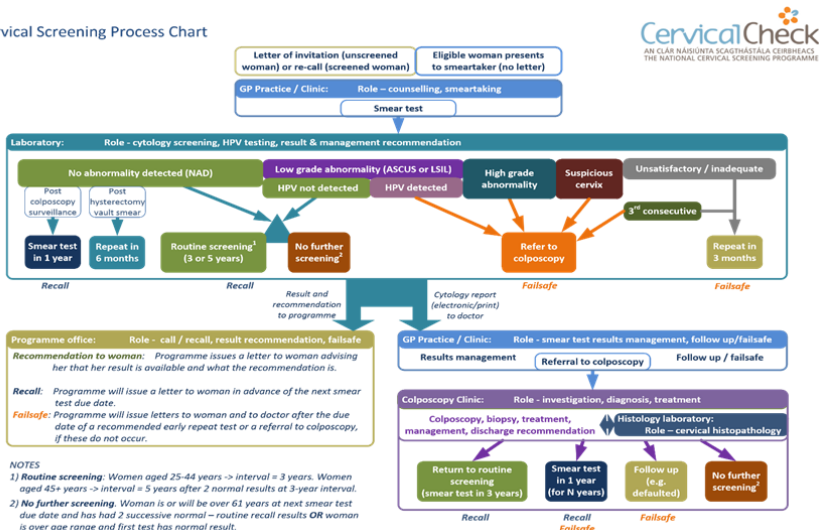 vical Screening Process Chart
CervicalCheck
AN CLÁR NÁISIÚNTA SCAGTHÁSTÁLA CEIRBHEACS
THE NATIONAL CERVICAL SCREENING PROGRAMME
Letter of invitation (unscreened
woman) or re-call (screened woman)
Eligible woman presents
to smeartaker (no letter)
GP Practice / Clinic: Role – counselling, smeartaking
Smear test
Laboratory: Role - cytology screening, HPV testing, result & management recommendation
No abnormality detected (NAD)
Low grade abnormality (ASCUS or LSIL)
HPV not detected
HPV detected
High grade
abnormality
Suspicious
cervix
Unsatisfactory / inadequate
Post
colposcopy
surveillance
Post
hysterectomy
vault smear
3rd consecutive
Smear test
in 1 year
Repeat in
6 months
Routine screening1
(3 or 5 years)
No further
screening2
Refer to
colposcopy
Repeat in
3 months
Recall
Recall
Failsafe
Failsafe
Result and
recommendation
to programme
Cytology report
(electronic/print)
to doctor
Programme office: Role - call / recall, result recommendation, failsafe
Recommendation to woman: Programme issues a letter to woman advising
her that her result is available and what the recommendation is.
Recall: Programme will issue a letter to woman in advance of the next smear
test due date.
Failsafe: Programme will issue letters to woman and to doctor after the due
date of a recommended early repeat test or a referral to colposcopy,
if these do not occur.
GP Practice / Clinic: Role - smear test results management, follow up/failsafe
Results management
Referral to colposcopy
Follow up / failsafe
Colposcopy Clinic: Role - investigation, diagnosis, treatment
Colposcopy, biopsy, treatment,
management, discharge recommendation
Histology laboratory:
Role – cervical histopathology
Return to routine
screening
(smear test in 3 years)
Smear test
in 1 year
(for N years)
Follow up
(e.g.
defaulted)
No further
screening2
Recall
Recall
Failsafe
Failsafe
NOTES
1) Routine screening: Women aged 25-44 years -> interval = 3 years. Women
aged 45+ years -> interval = 5 years after 2 normal results at 3-year interval.
2) No further screening. Woman is or will be over 61 years at next smear test
due date and has had 2 successive normal – routine recall results OR woman
is over age range and first test has normal result.